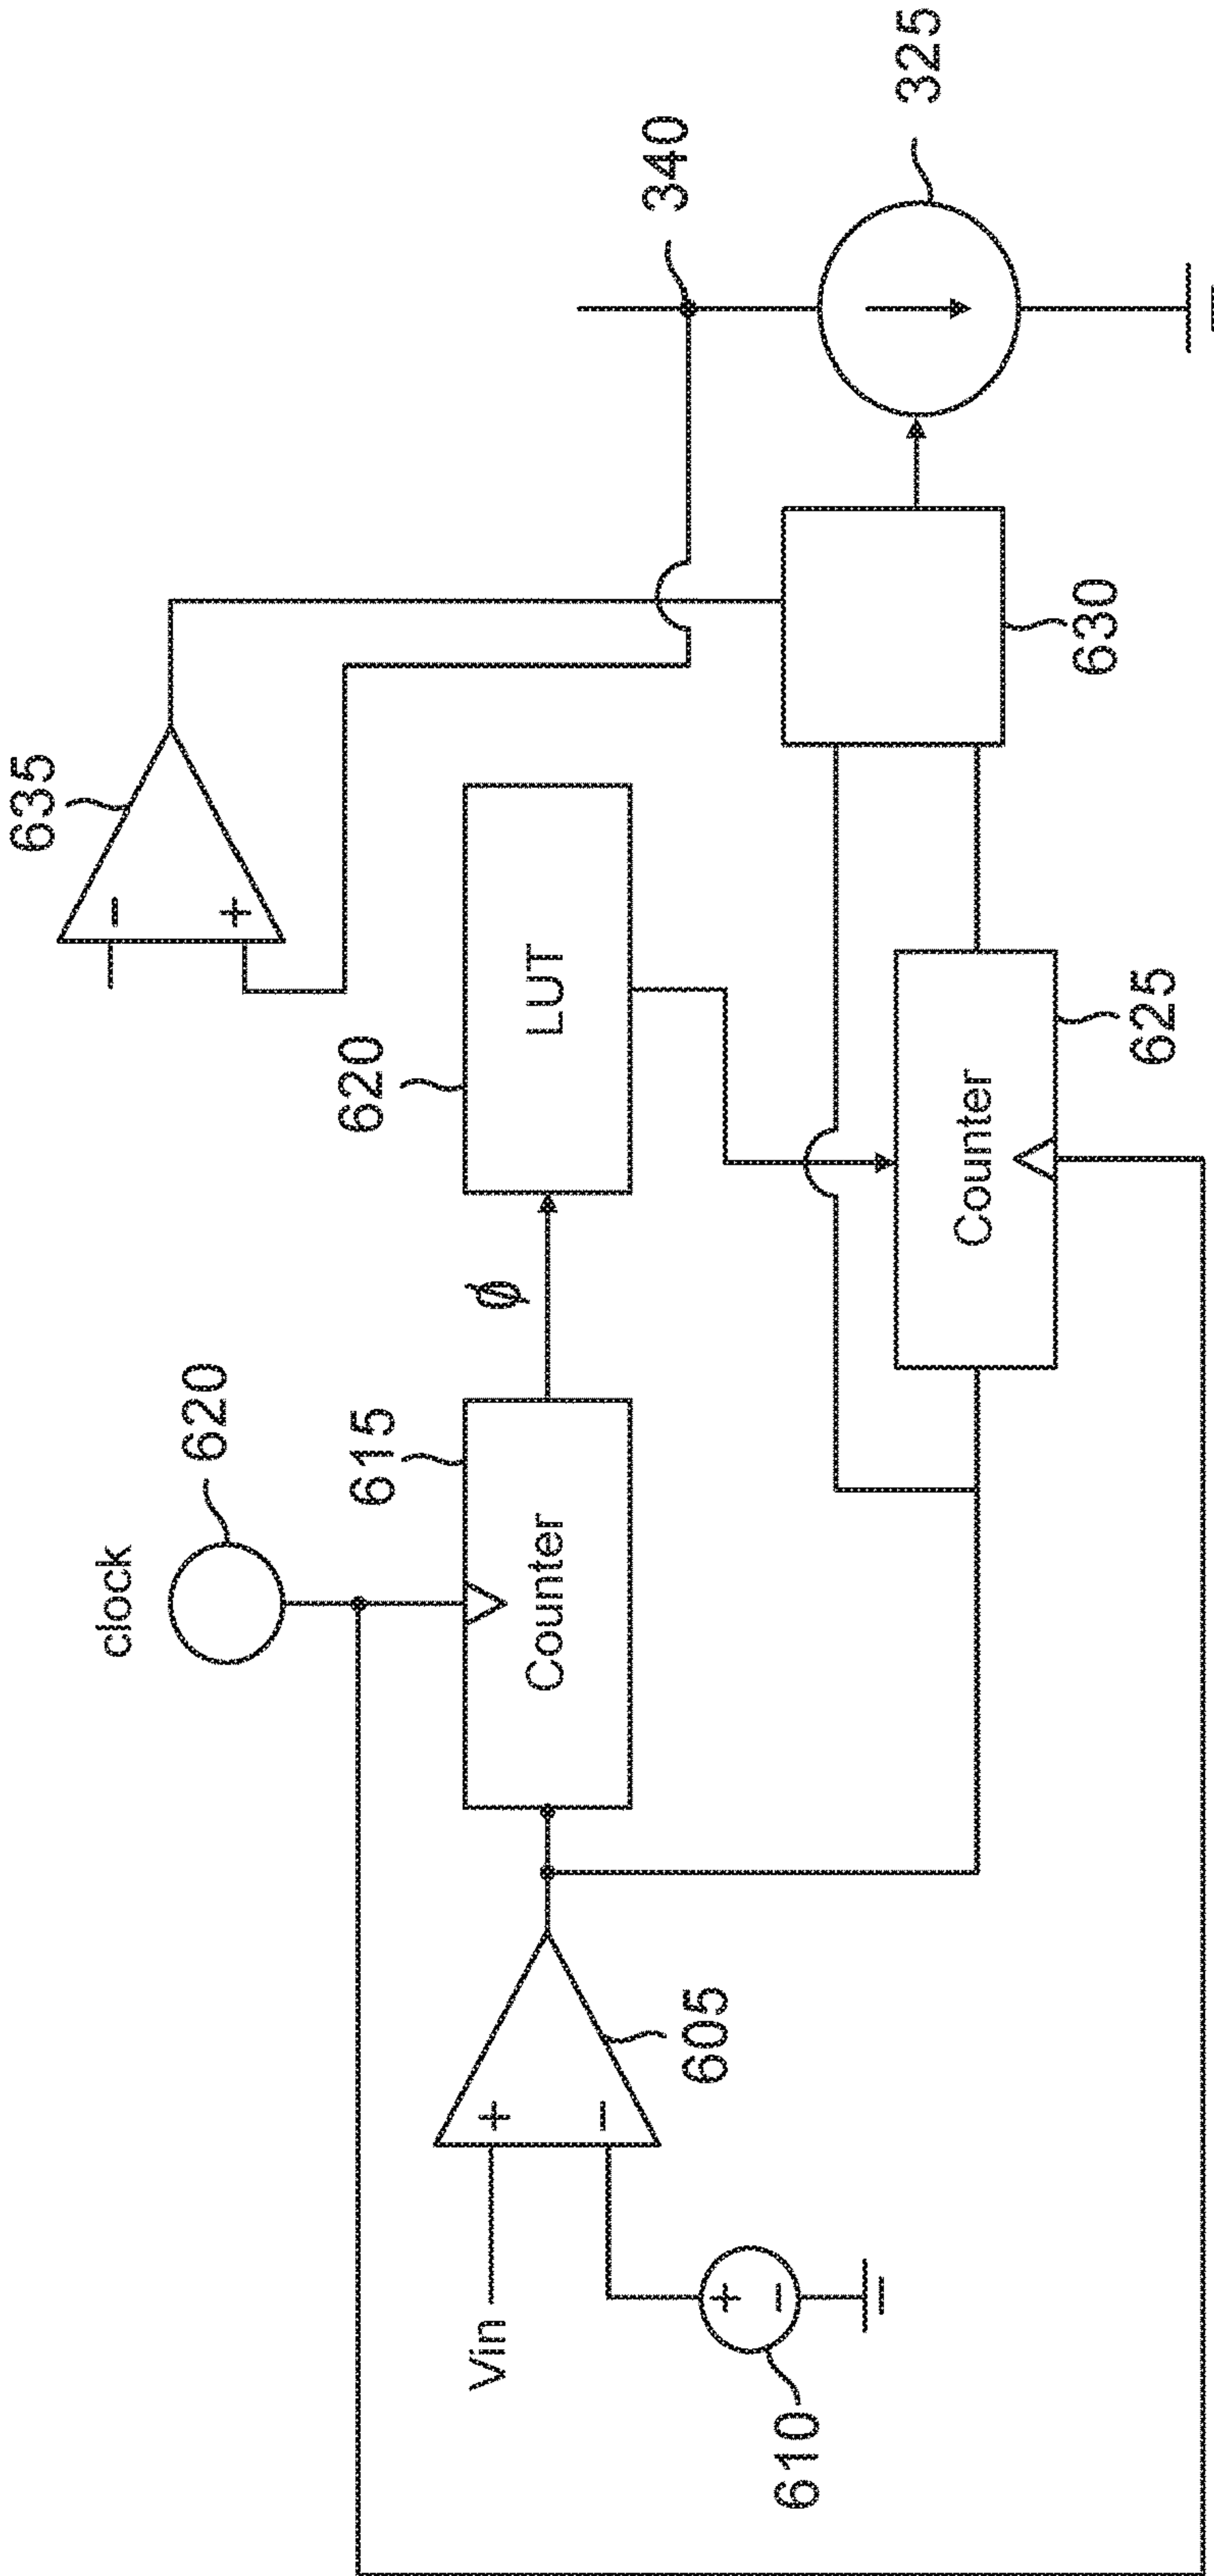 635
clock
620
615
Counter
ϕ
620
LUT
340
325
Vin
+
−
605
+
−
610
−
+
Counter
625
630